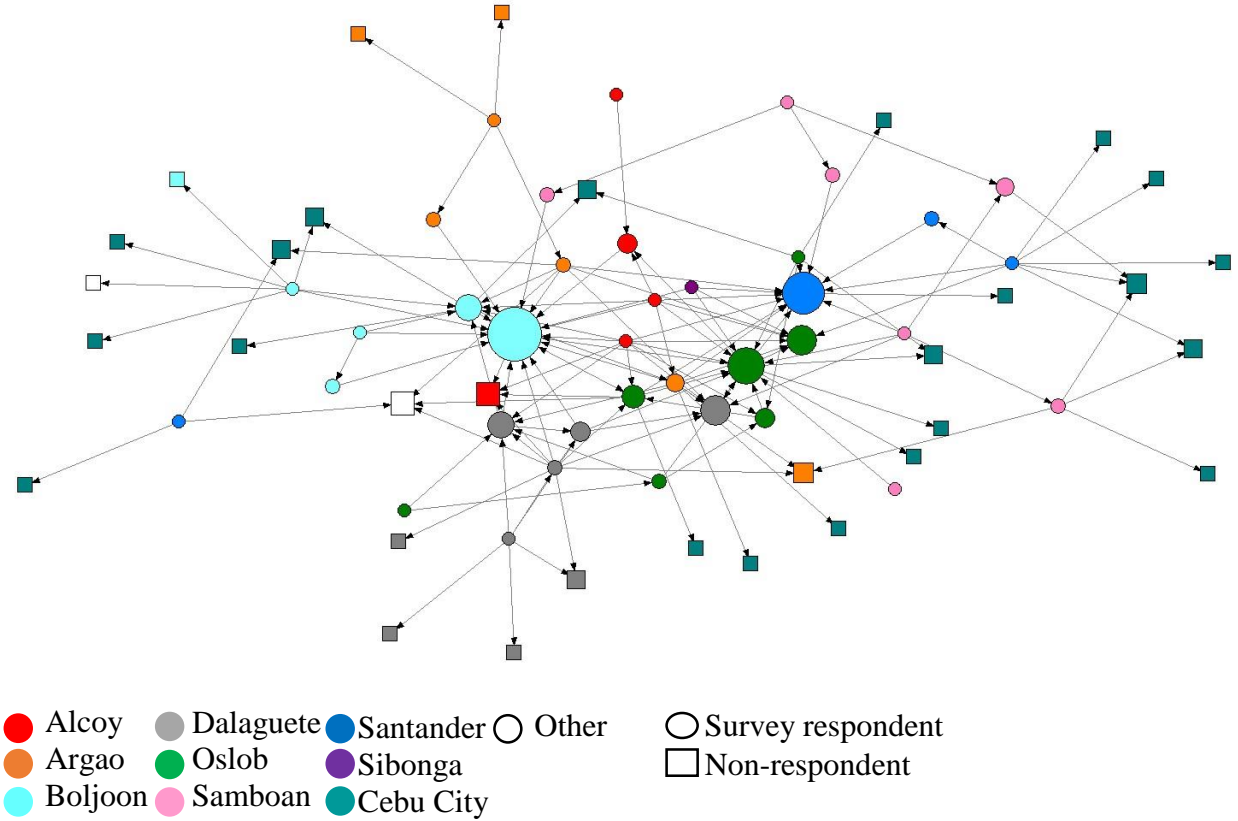 Alcoy Dalaguete Santander Other Survey respondent
Argao Oslob Sibonga Non-respondent
Boljoon Samboan Cebu City